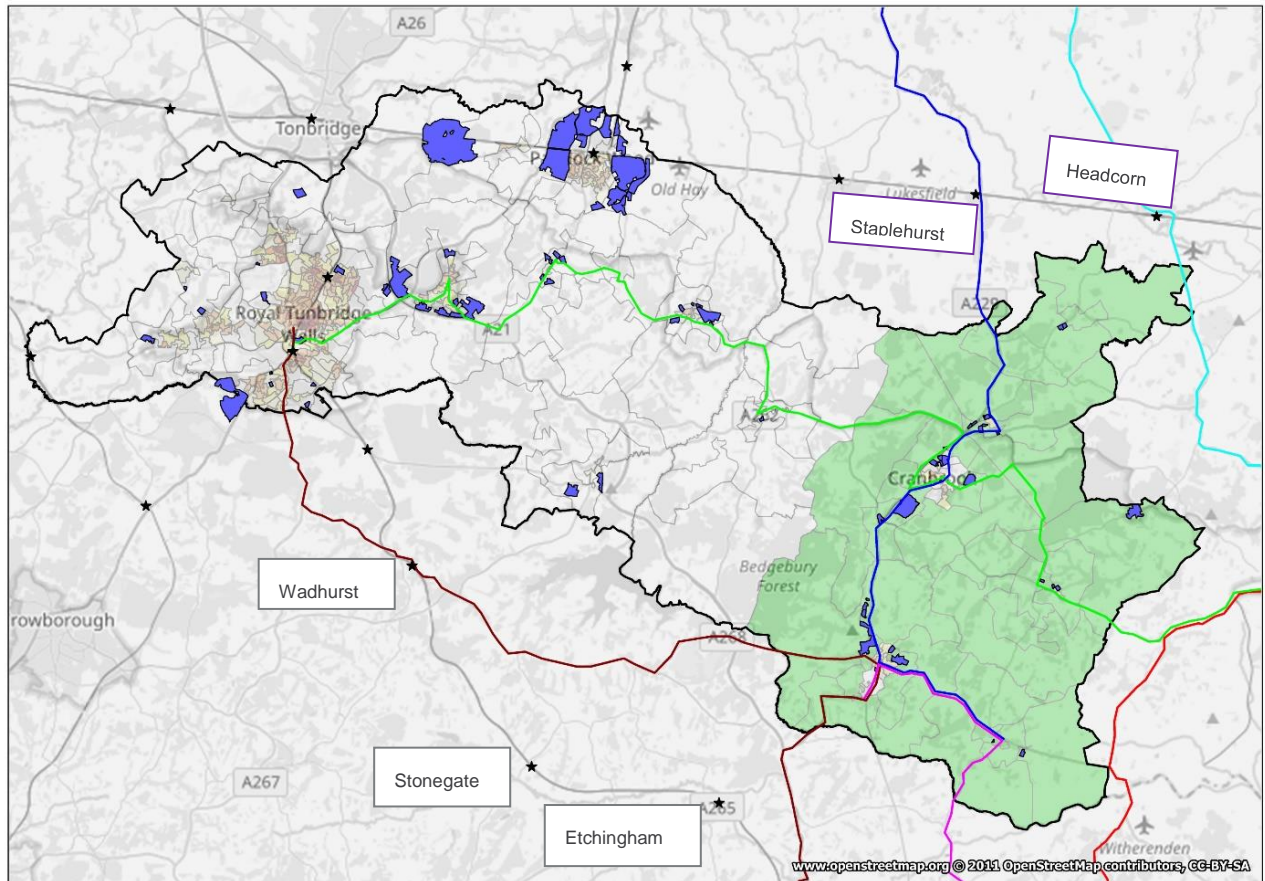 A26
Tonbridge
Headcorn
Old Hay
Lukesfield
Staplehurst
A229
Royal Tunbridge
A21
A262
Cranbrook
Bedgebury
Forest
Wadhurst
rowborough
A268
Stonegate
A267
Etchingham
A265
Witherenden
www.openstreetmap.org © 2011 OpenStreetMap contributors, CC-BY-SA